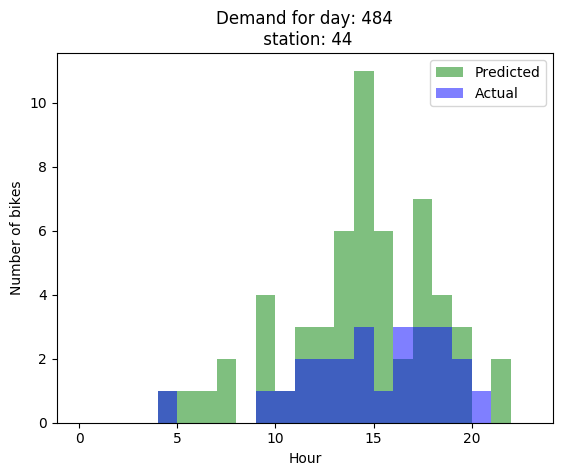 Demand for day: 484
station: 44
Predicted
Actual
Number of bikes
10
8
6
4
2
0
0
5
10
15
20
Hour